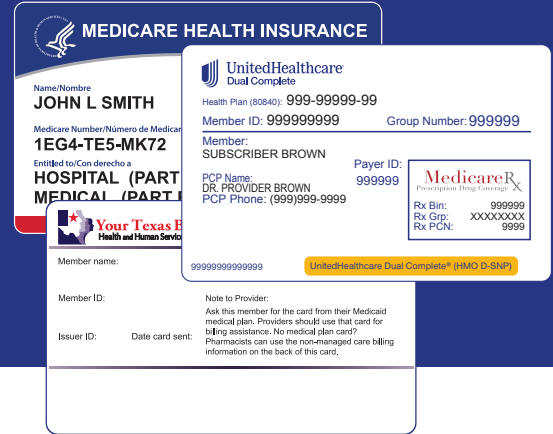 MEDICARE HEALTH INSURANCE
Name/Nombre
JOHN L SMITH
Medicare Number/Número de
1EG4-TE5-MK72
Entitled to/Con derecho a
HOSPITAL (PART
MEDICAL (PART
UnitedHealthcare®
Dual Complete
Health Plan (80840): 999-99999-99
Member ID: 999999999 Group Number: 999999
Member:
SUBSCRIBER BROWN
Payer ID:
999999
PCP Name:
DR. PROVIDER BROWN
PCP Phone: (999)999-9999
MedicareRx
Prescription Drug Coverage
Rx Bin: 999999
Rx Grp: XXXXXXXX
Rx PCN: 9999
99999999999999 UnitedHealthcare Dual Complete® (HMO D-SNP)
Your Texas
Health and Human
Member name:
Member ID:
Note to Provider:
Ask this member for the card from their Medicaid
medical plan. Providers should use that card for
billing assistance. No medical plan card?
Pharmacists can use the non-managed care billing
information on the back of this card.
Issuer ID: Date card sent: